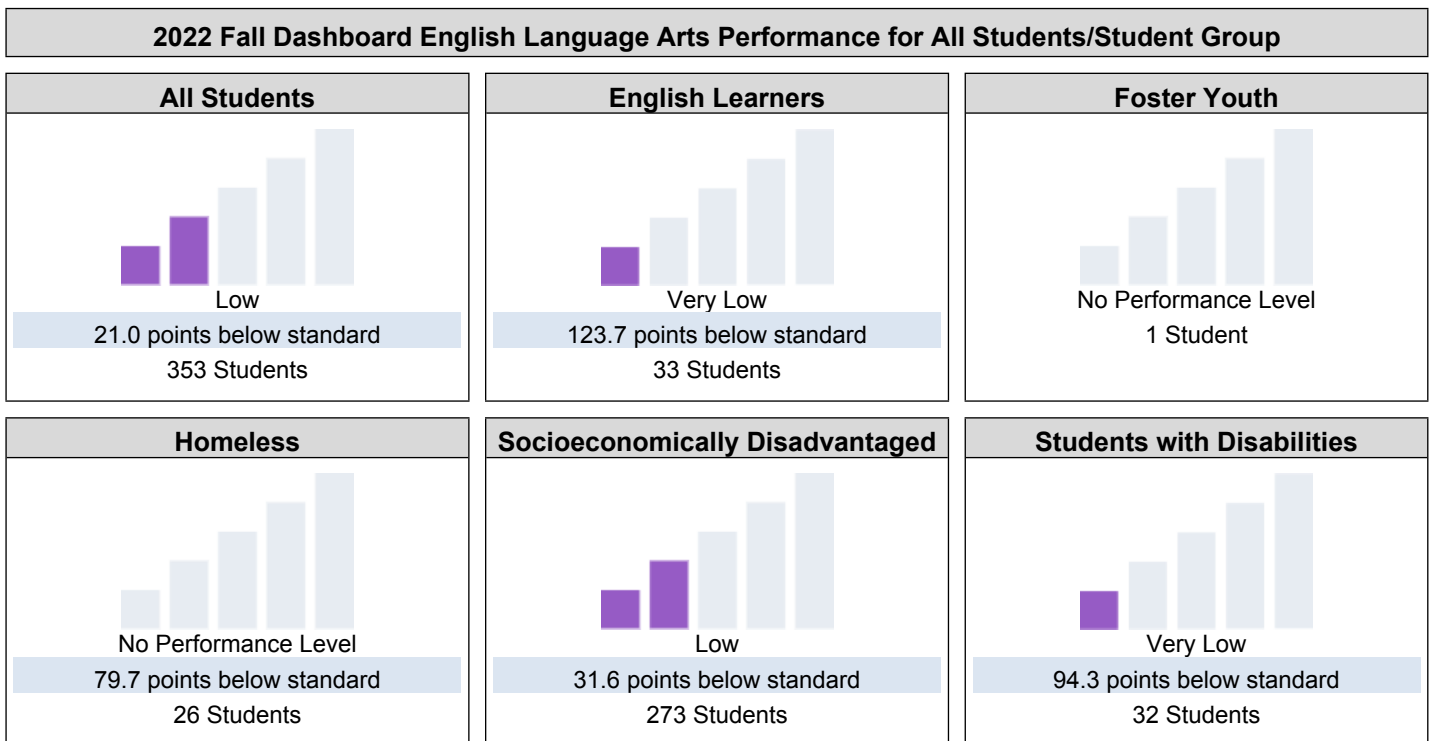 2022 Fall Dashboard English Language Arts Performance for All Students/Student Group
All Students
Low
21.0 points below standard
353 Students
English Learners
Very Low
123.7 points below standard
33 Students
Foster Youth
No Performance Level
1 Student
Homeless
No Performance Level
79.7 points below standard
26 Students
Socioeconomically Disadvantaged
Low
31.6 points below standard
273 Students
Students with Disabilities
Very Low
94.3 points below standard
32 Students